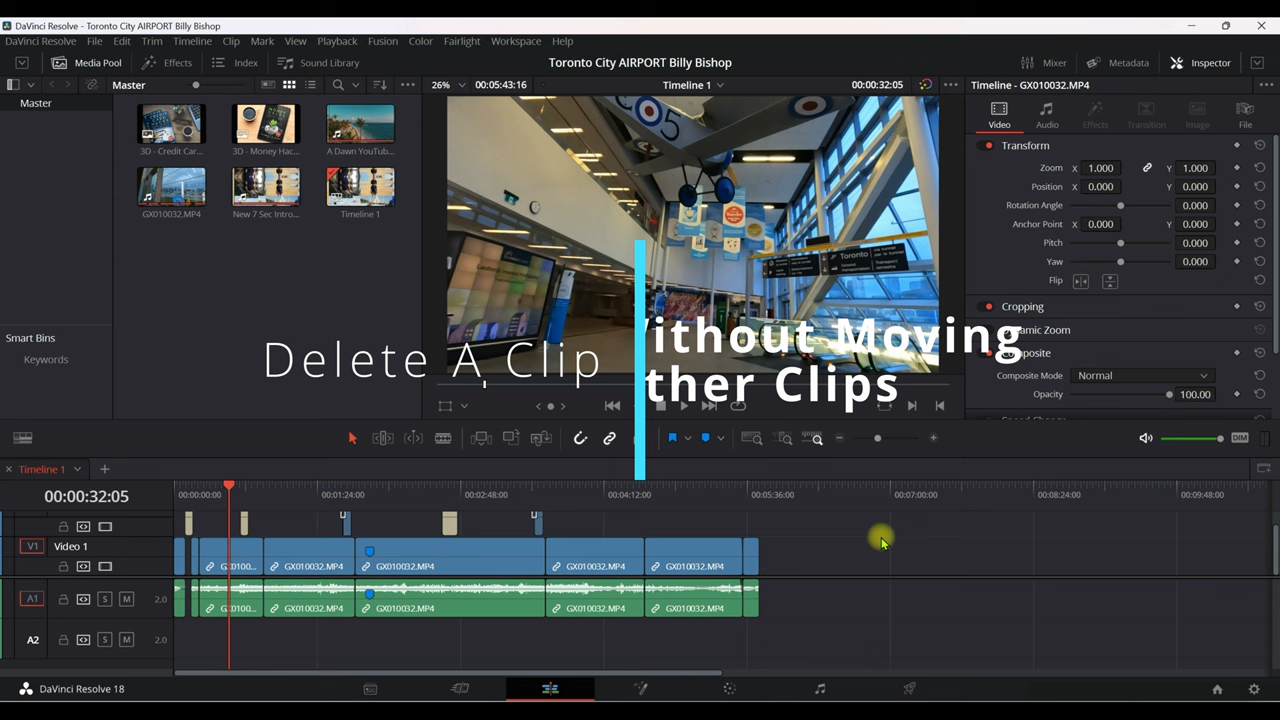 DaVinci Resolve - Toronto City AIRPORT Billy Bishop
DaVinci Resolve File Edit Trim Timeline Clip Mark View Playback Fusion Color Fairlight Workspace Help
Media Pool Effects Index Sound Library Toronto City AIRPORT Billy Bishop Mixer Metadata Inspector
Master 26% 00:05:43:16 Timeline 1 00:00:32:05 Timeline - GX010032.MP4
Master
Video Audio Effects Transition Image File
3D - Credit Car... 3D - Money Hac... A Dawn YouTub...
GX010032.MP4 New 7 Sec Intro... Timeline 1
Transform
Zoom X 1.000 Y 1.000
Position X 0.000 Y 0.000
Rotation Angle 0.000
Anchor Point X 0.000 Y 0.000
Pitch 0.000
Yaw 0.000
Flip
Cropping
amic Zoom
posite
Composite Mode Normal
Opacity 100.00
Toronto
Smart Bins
Keywords
Delete A Clip
ithout Moving
ther Clips
DIM
Timeline 1
00:00:32:05 00:00:00:00 00:01:24:00 00:02:48:00 00:04:12:00 00:05:36:00 00:07:00:00 00:08:24:00 00:09:48:00
V1 Video 1
GX0100... GX010032.MP4 GX010032.MP4 GX010032.MP4 GX010032.MP4
A1 S M 2.0
GX0100... GX010032.MP4 GX010032.MP4 GX010032.MP4 GX010032.MP4
A2 S M 2.0
DaVinci Resolve 18